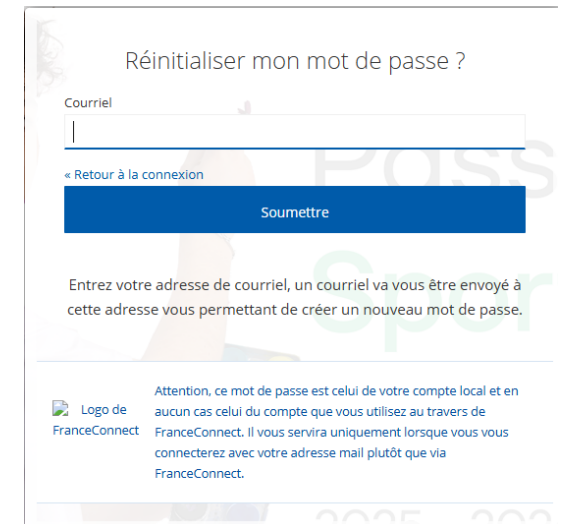 Réinitialiser mon mot de passe ?
Courriel
« Retour à la connexion
Soumettre
Entrez votre adresse de courriel, un courriel va vous être envoyé à
cette adresse vous permettant de créer un nouveau mot de passe.
Logo de
FranceConnect
Attention, ce mot de passe est celui de votre compte local et en
aucun cas celui du compte que vous utilisez au travers de
FranceConnect. Il vous servira uniquement lorsque vous vous
connecterez avec votre adresse mail plutôt que via
FranceConnect.
Pass
Spor